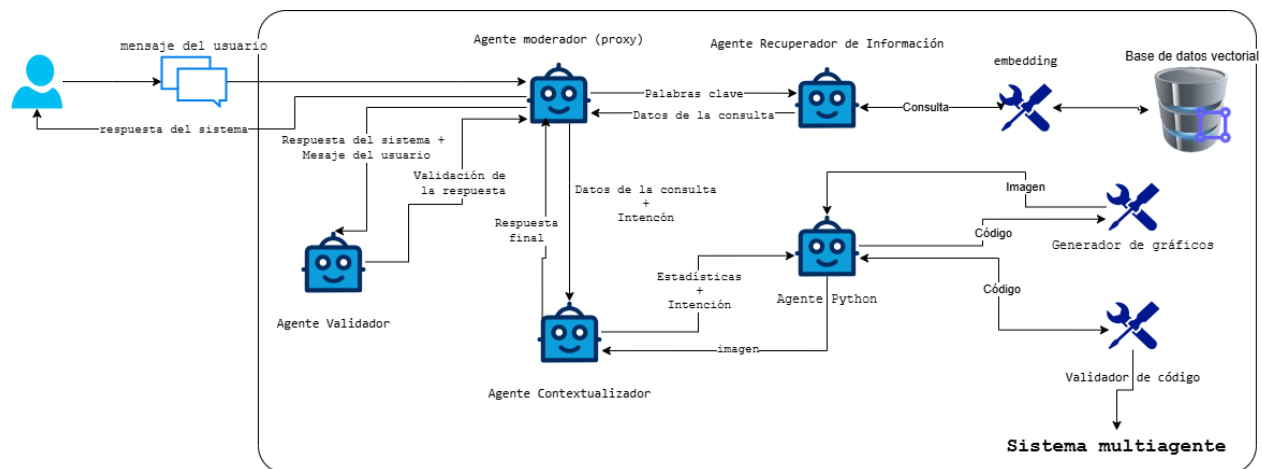 mensaje del usuario
Agente moderador (proxy)
Agente Recuperador de Información
embedding
Base de datos vectorial
Palabras clave
Datos de la consulta
Consulta
respuesta del sistema
Respuesta del sistema +
Mesaje del usuario
Validación de
la respuesta
Datos de la consulta
+
Intencón
Respuesta
final
Imagen
Código
Generador de gráficos
Estadísticas
+
Intención
Agente Python
Código
Agente Validador
imagen
Agente Contextualizador
Validador de código
Sistema multiagente